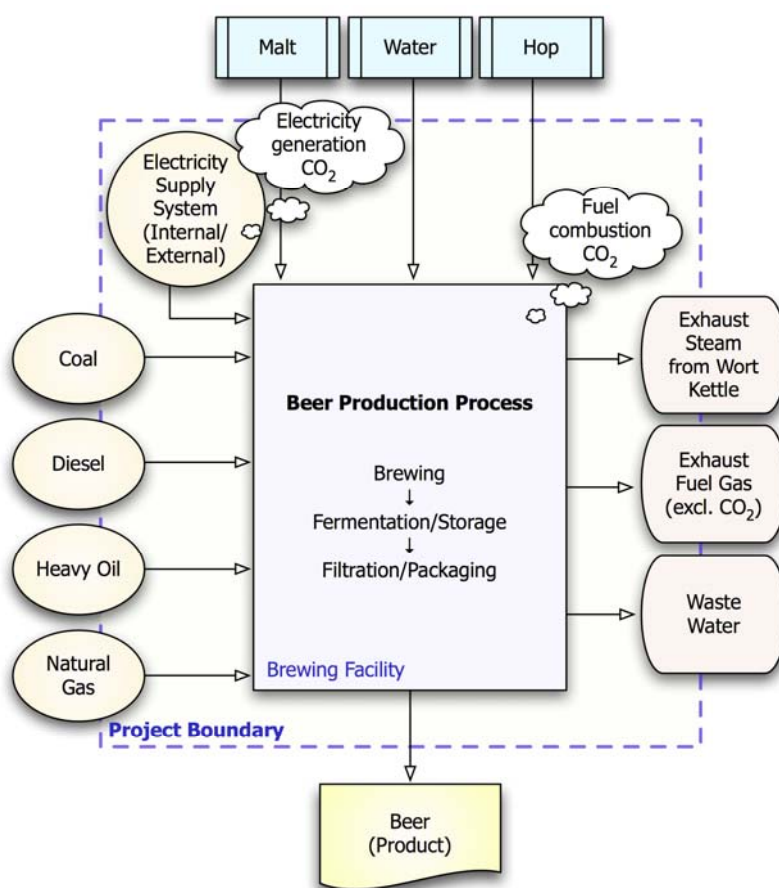 Malt
Water
Hop
Electricity
generation
CO₂
Electricity
Supply
System
(Internal/
External)
Fuel
combustion
CO₂
Coal
Diesel
Heavy Oil
Natural
Gas
Beer Production Process
Brewing
↓
Fermentation/Storage
↓
Filtration/Packaging
Brewing Facility
Exhaust
Steam
from Wort
Kettle
Exhaust
Fuel Gas
(excl. CO₂)
Waste
Water
Project Boundary
Beer
(Product)